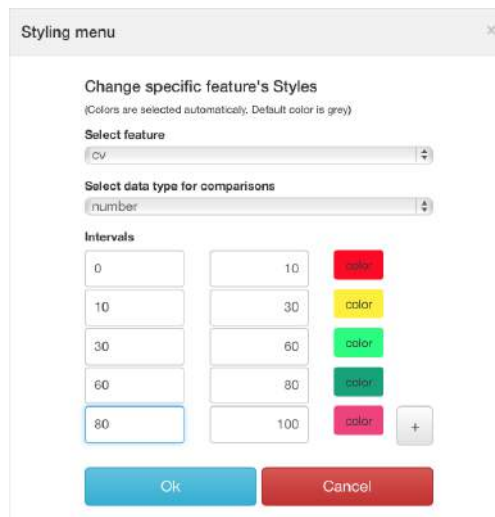 Styling menu ×
Change specific feature's Styles
(Colors are selected automaticaly. Default color is grey)
Select feature
cv
Select data type for comparisons
number
Intervals
0 10 color
10 30 color
30 60 color
60 80 color
80 100 color +
Ok Cancel